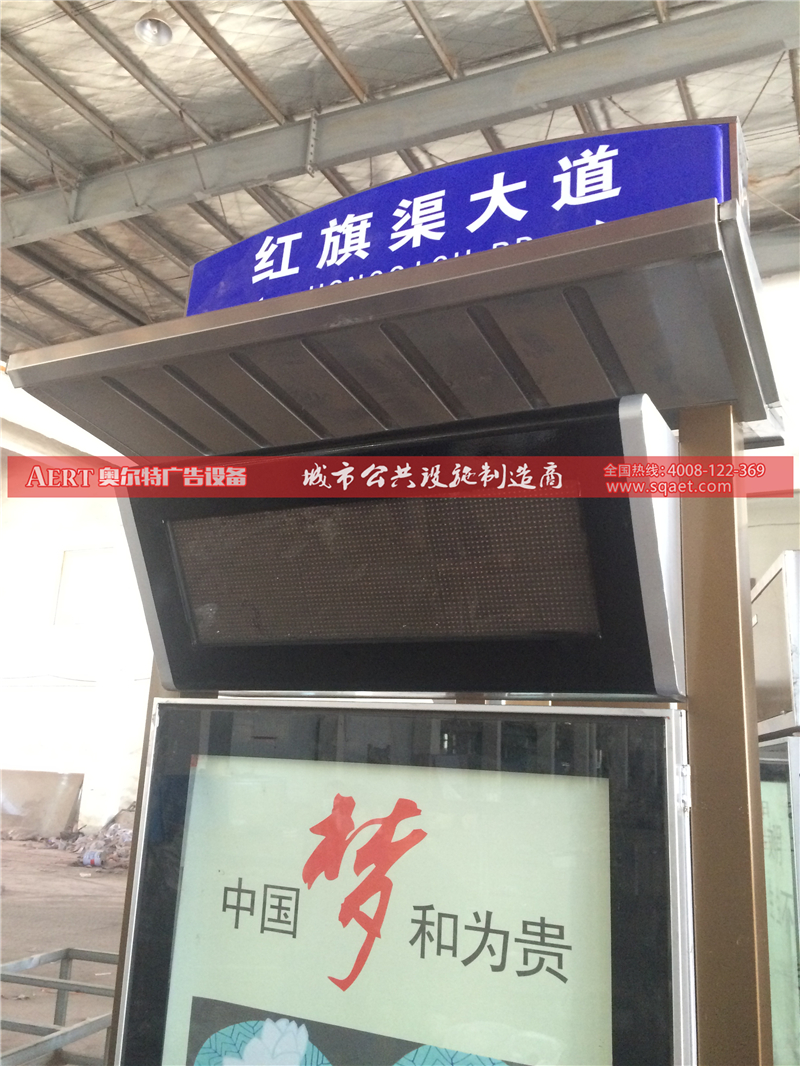 红旗渠大道
AERT 奥尔特广告设备 城市公共设施制造商 全国热线: 4008-122-369
www.sqaet.com
中国梦和为贵